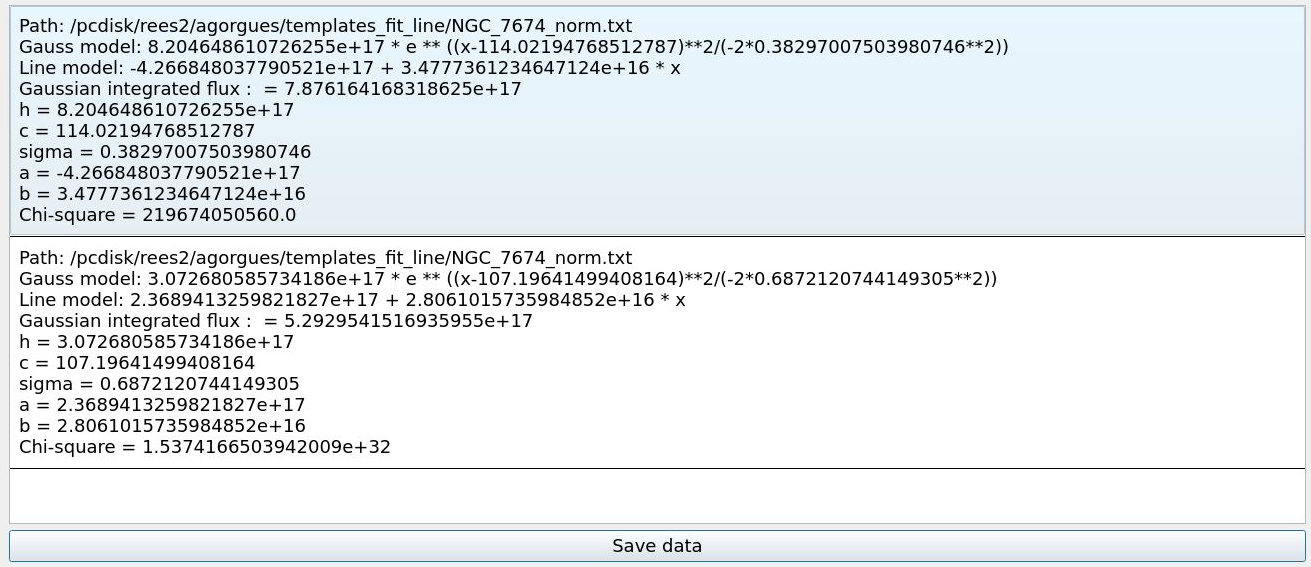 Path: /pcdisk/rees2/agorgues/templates_fit_line/NGC_7674_norm.txt
Gauss model: 8.204648610726255e+17 * e ** ((x-114.02194768512787)**2/(-2*0.38297007503980746**2))
Line model: -4.266848037790521e+17 + 3.4777361234647124e+16 * x
Gaussian integrated flux :  = 7.876164168318625e+17
h = 8.204648610726255e+17
c = 114.02194768512787
sigma = 0.38297007503980746
a = -4.266848037790521e+17
b = 3.4777361234647124e+16
Chi-square = 219674050560.0
Path: /pcdisk/rees2/agorgues/templates_fit_line/NGC_7674_norm.txt
Gauss model: 3.072680585734186e+17 * e ** ((x-107.19641499408164)**2/(-2*0.6872120744149305**2))
Line model: 2.3689413259821827e+17 + 2.8061015735984852e+16 * x
Gaussian integrated flux :  = 5.2929541516935955e+17
h = 3.072680585734186e+17
c = 107.19641499408164
sigma = 0.6872120744149305
a = 2.3689413259821827e+17
b = 2.8061015735984852e+16
Chi-square = 1.5374166503942009e+32
Save data